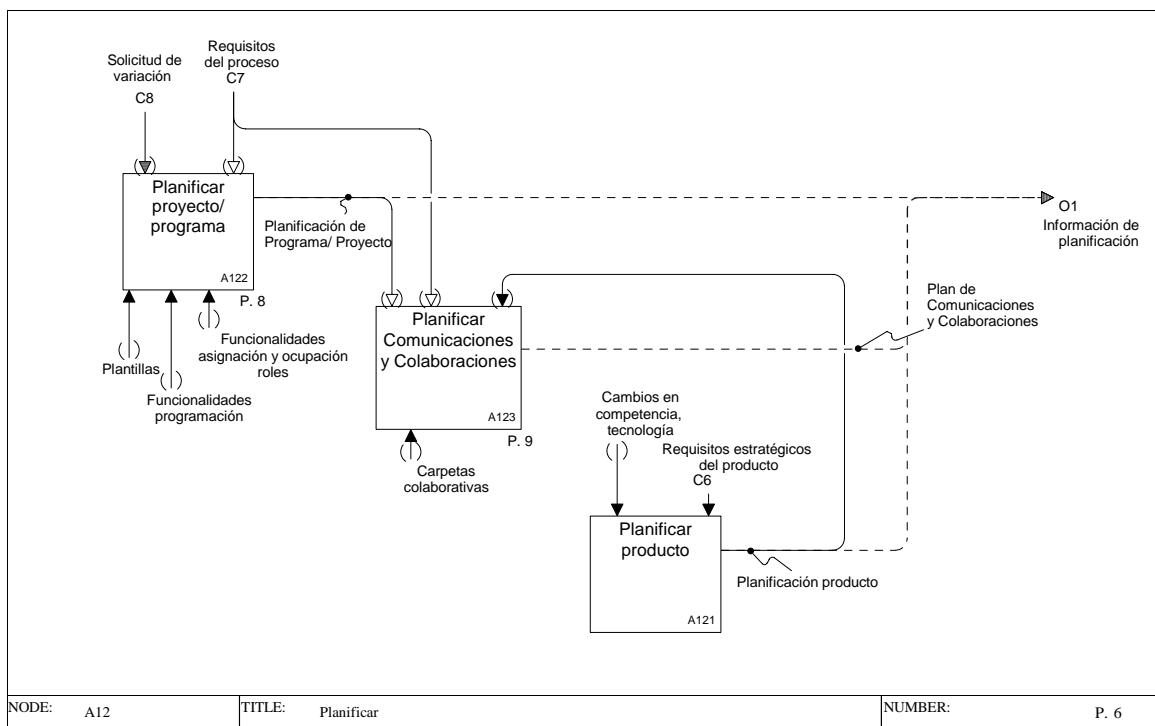 Solicitud de
variación
C8
Requisitos
del proceso
C7
Planificar
proyecto/
programa
A122
P. 8
Planificación de
Programa/ Proyecto
O1
Información de
planificación
Plantillas
Funcionalidades
programación
Funcionalidades
asignación y ocupación
roles
Planificar
Comunicaciones
y Colaboraciones
A123
P. 9
Plan de
Comunicaciones
y Colaboraciones
Carpetas
colaborativas
Cambios en
competencia,
tecnología
Requisitos estratégicos
del producto
C6
Planificar
producto
A121
Planificación producto
NODE: A12
TITLE: Planificar
NUMBER: P. 6